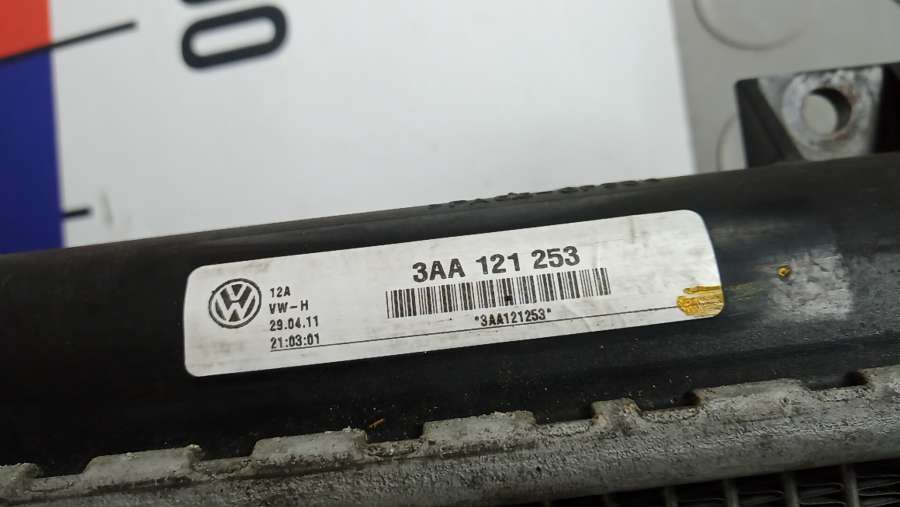 3AA 121 253
12A
VW-H
29.04.11
21:03:01
*3AA121253*